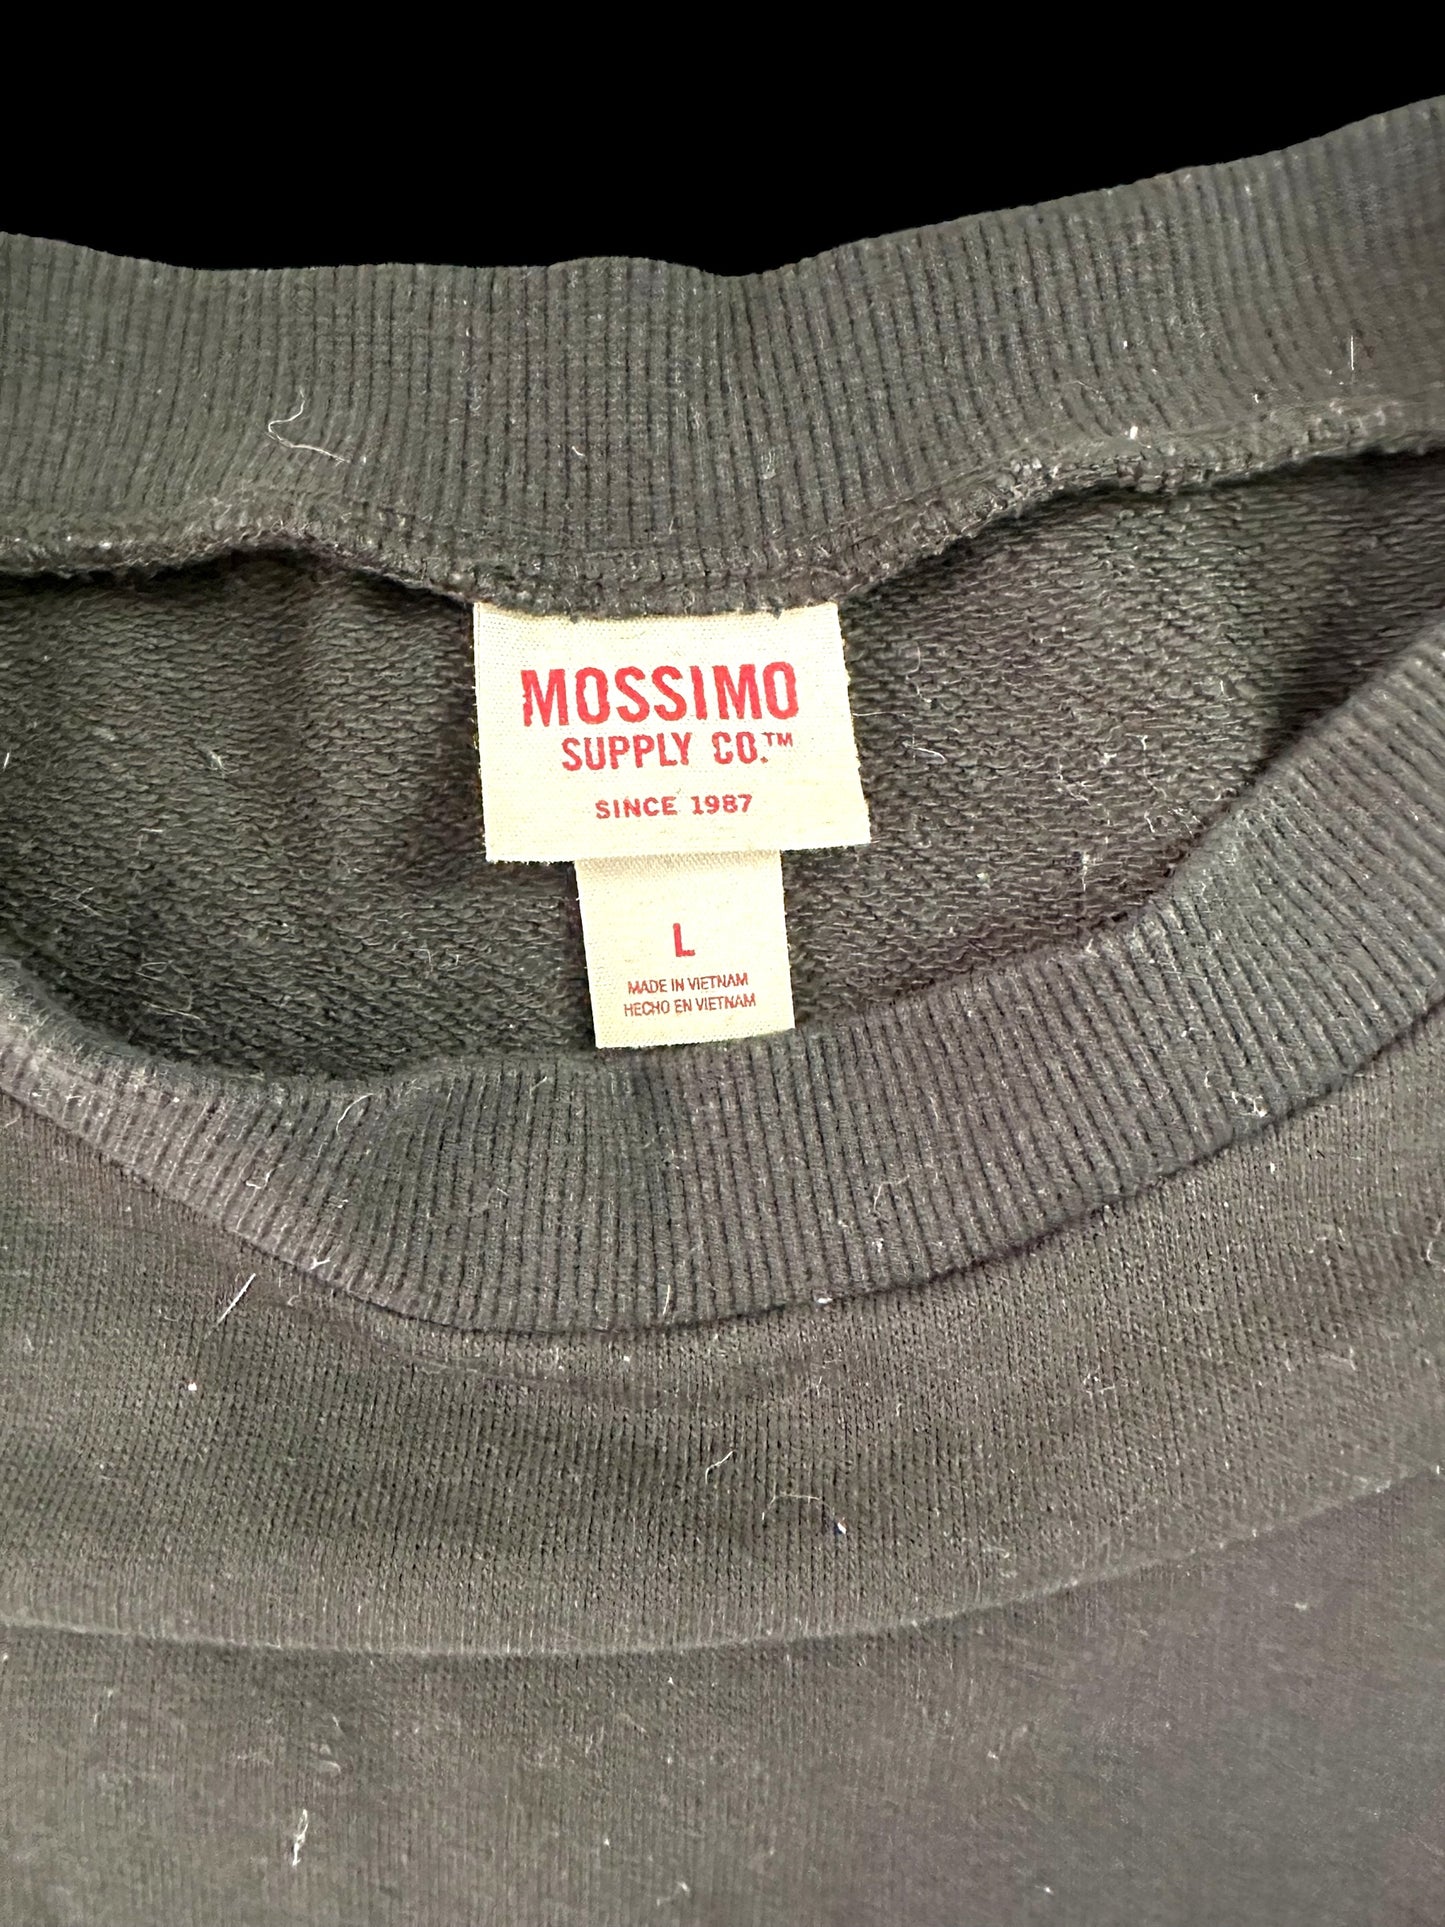 MOSSIMO
SUPPLY CO.™
SINCE 1987
L
MADE IN VIETNAM
HECHO EN VIETNAM